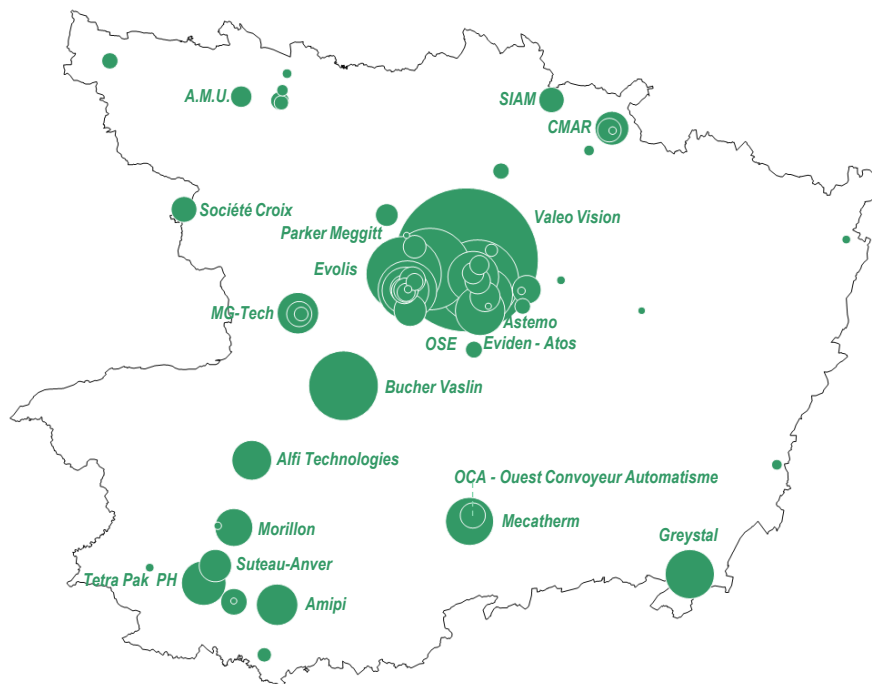 A.M.U.
SIAM
CMAR
Société Croix
Valeo Vision
Parker Meggitt
Evolis
MG-Tech
Astemo
OSE
Eviden - Atos
Bucher Vaslin
Alfi Technologies
OCA - Ouest Convoyeur Automatisme
Morillon
Mecatherm
Greystal
Suteau-Anver
Tetra Pak PH
Amipi